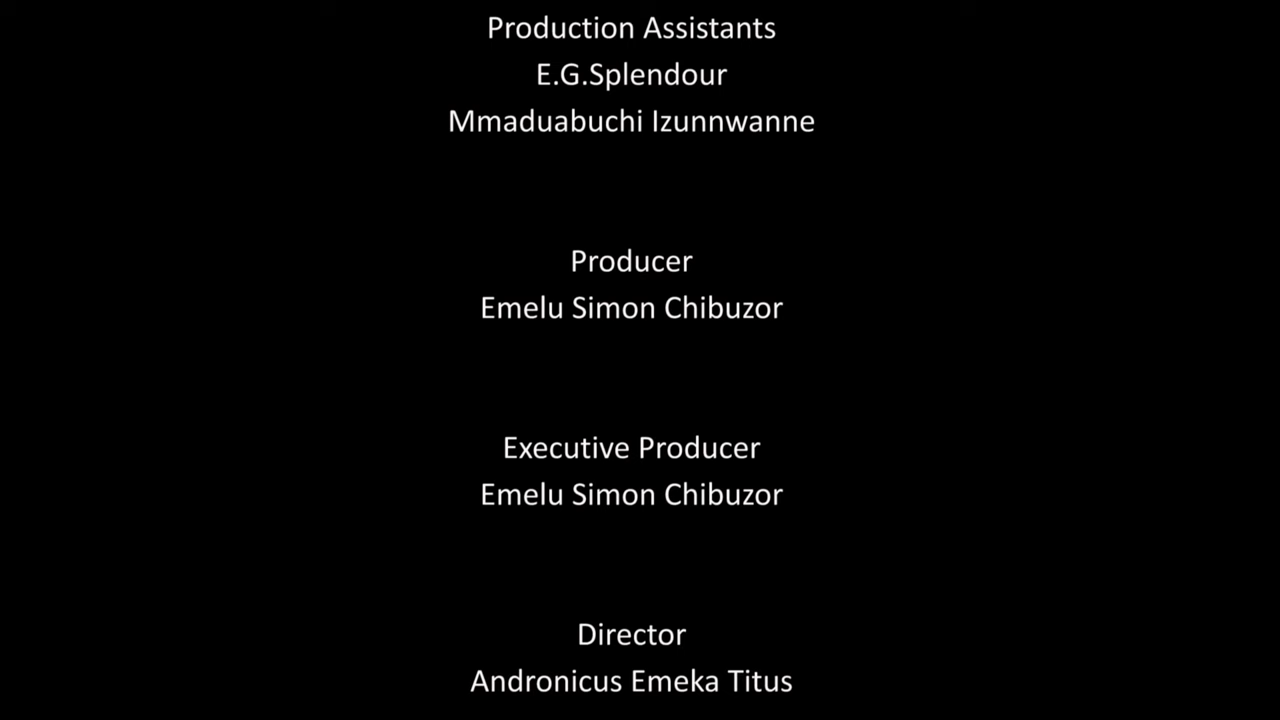 Production Assistants
E.G.Splendour
Mmaduabuchi Izunnwanne
Producer
Emelu Simon Chibuzor
Executive Producer
Emelu Simon Chibuzor
Director
Andronicus Emeka Titus